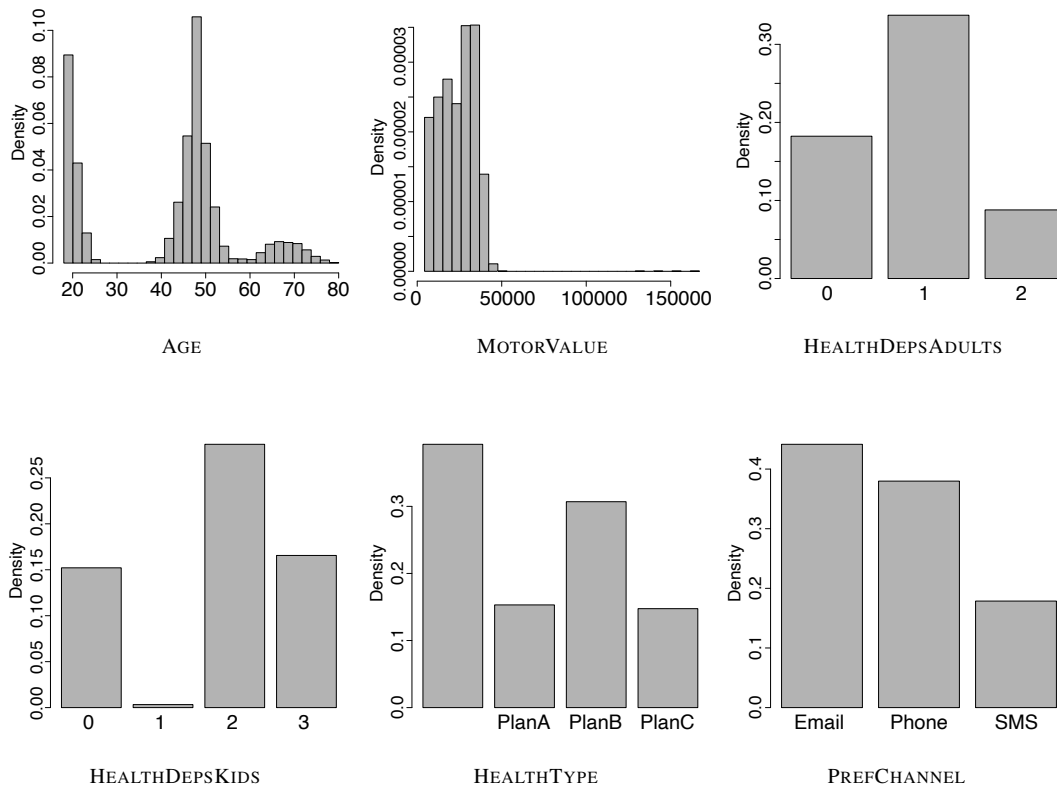 Density
0.00 0.02 0.04 0.06 0.08 0.10
20 30 40 50 60 70 80
AGE
Density
0.00000 0.00001 0.00002 0.00003
0 50000 100000 150000
MOTORVALUE
Density
0.00 0.10 0.20 0.30
0 1 2
HEALTHDEPSADULTS
Density
0.00 0.05 0.10 0.15 0.20 0.25
0 1 2 3
HEALTHDEPSKIDS
Density
0.0 0.1 0.2 0.3
PlanA PlanB PlanC
HEALTHTYPE
Density
0.0 0.1 0.2 0.3 0.4
Email Phone SMS
PREFCHANNEL